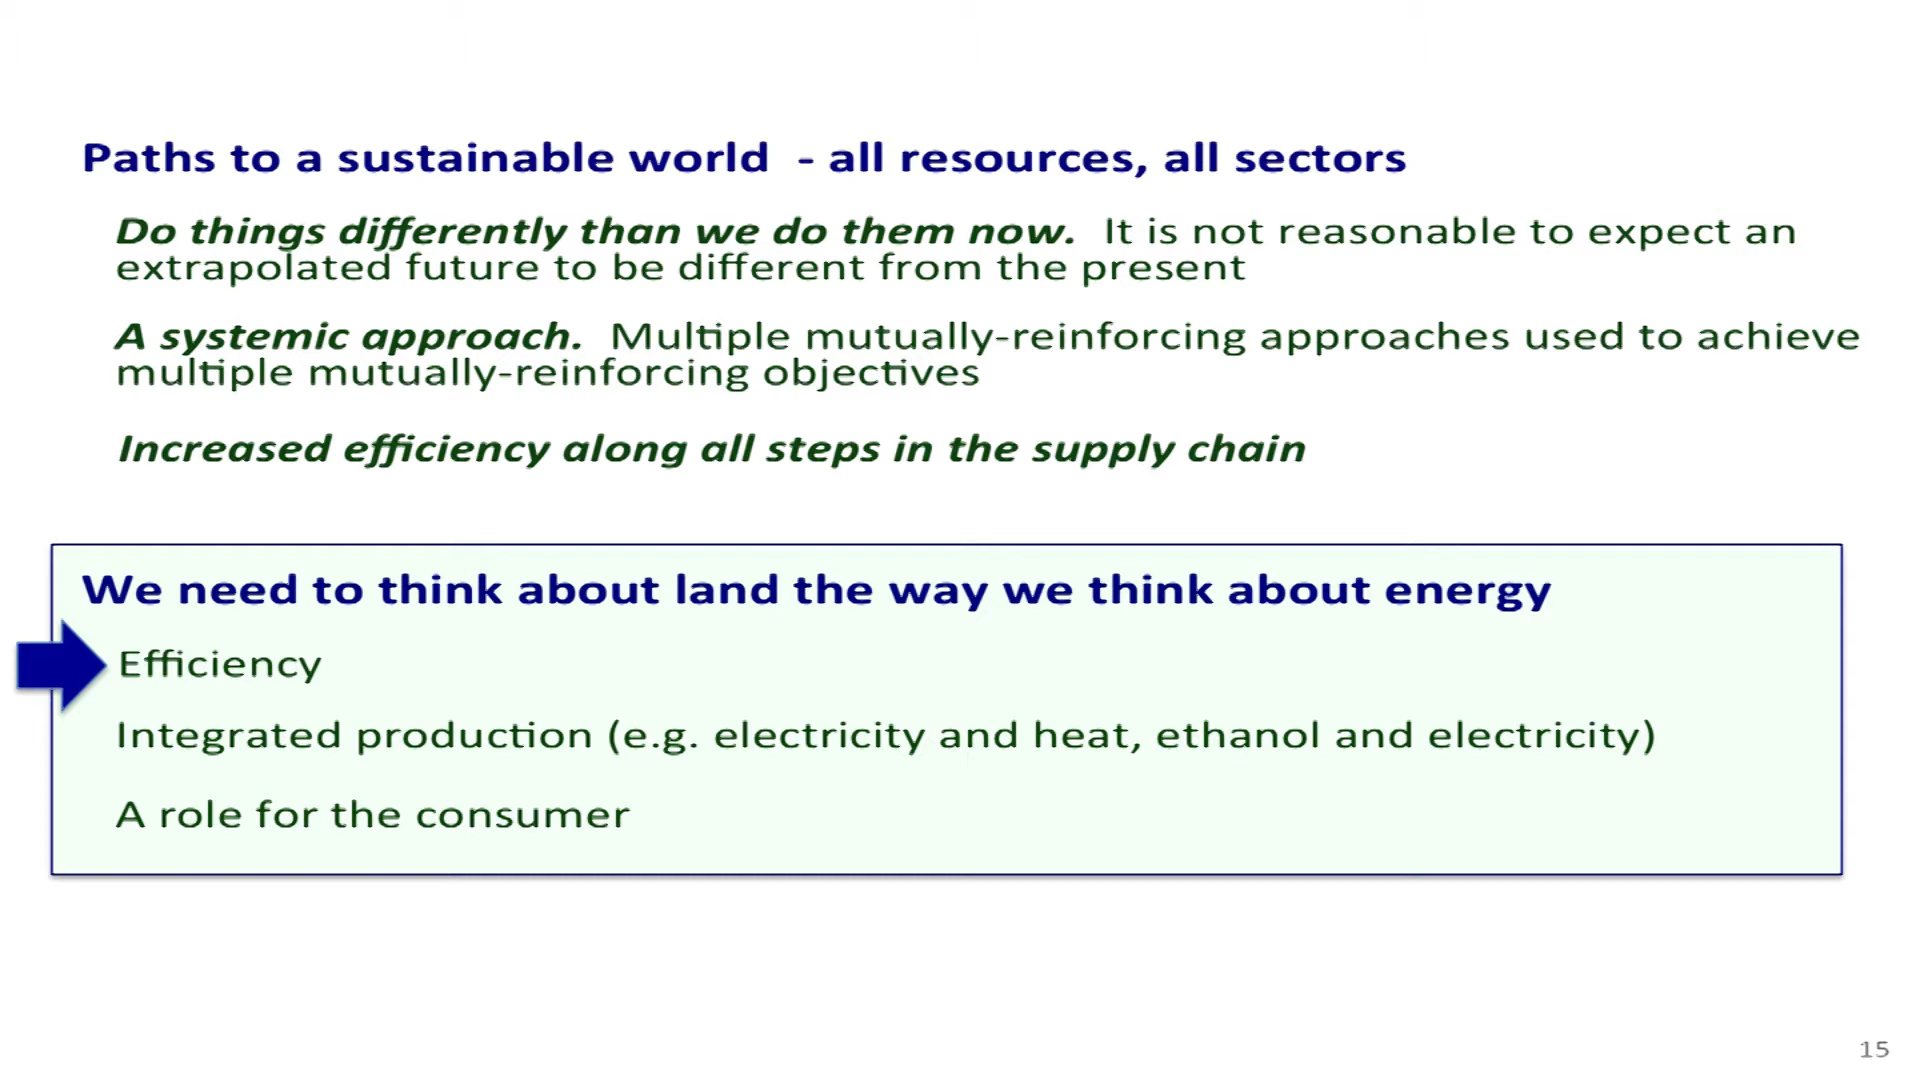 Paths to a sustainable world - all resources, all sectors
Do things differently than we do them now. It is not reasonable to expect an
extrapolated future to be different from the present
A systemic approach. Multiple mutually-reinforcing approaches used to achieve
multiple mutually-reinforcing objectives
Increased efficiency along all steps in the supply chain
We need to think about land the way we think about energy
Efficiency
Integrated production (e.g. electricity and heat, ethanol and electricity)
A role for the consumer
15